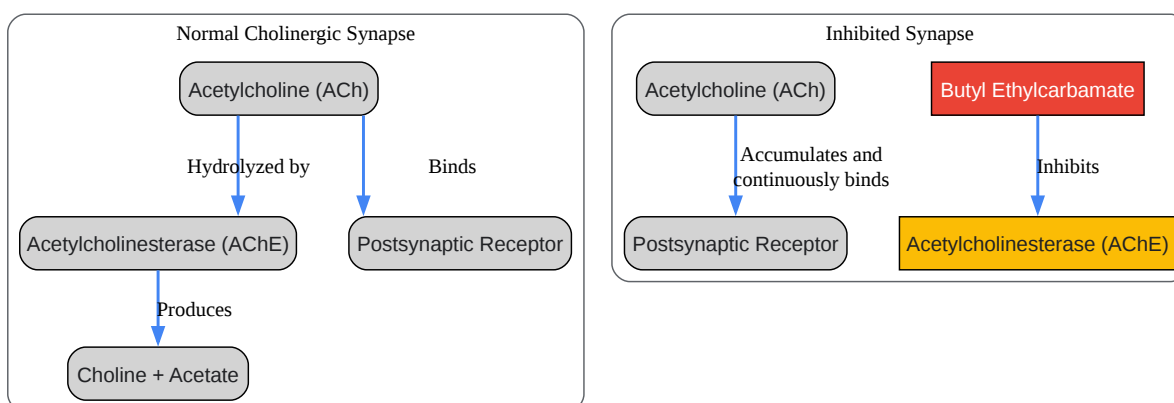 Normal Cholinergic Synapse
Acetylcholine (ACh)
Hydrolyzed by
Binds
Acetylcholinesterase (AChE)
Postsynaptic Receptor
Produces
Choline + Acetate
Inhibited Synapse
Acetylcholine (ACh)
Butyl Ethylcarbamate
Accumulates and
continuously binds
Inhibits
Postsynaptic Receptor
Acetylcholinesterase (AChE)